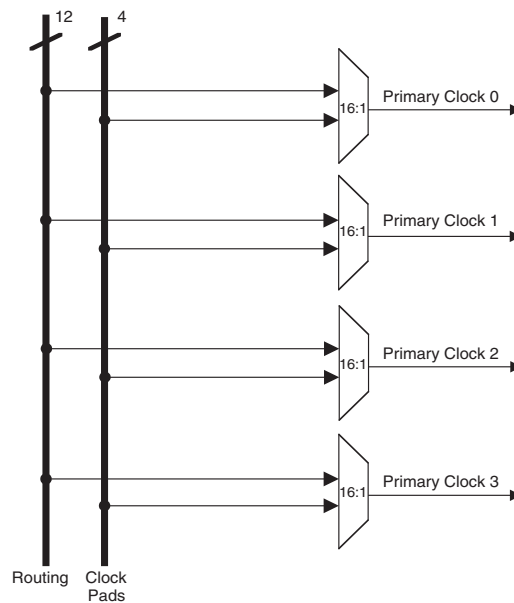 12
4
16:1
Primary Clock 0
16:1
Primary Clock 1
16:1
Primary Clock 2
16:1
Primary Clock 3
Routing
Clock
Pads